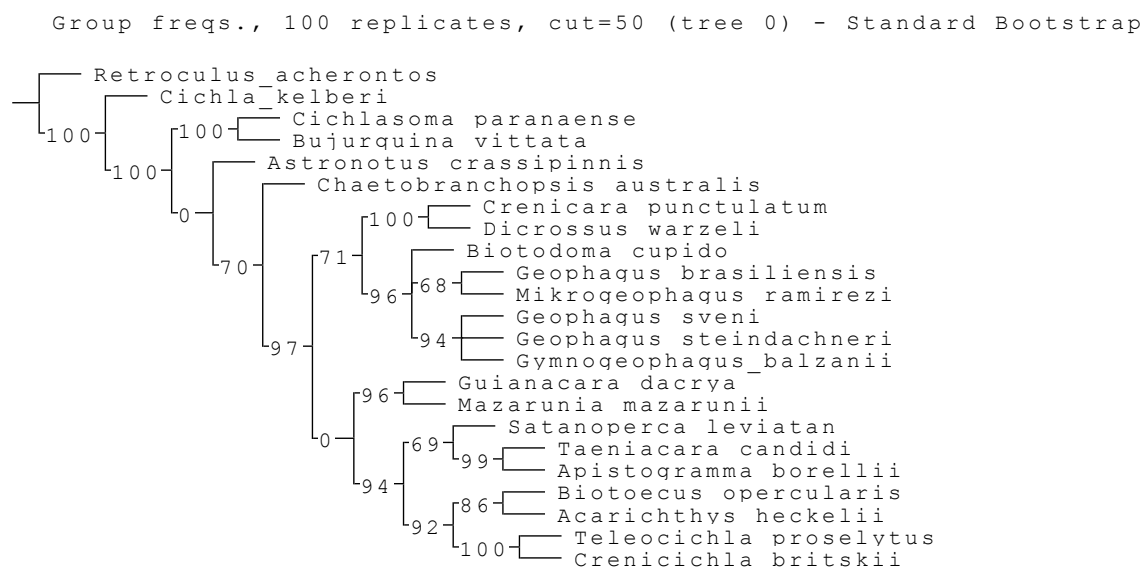 Group freqs., 100 replicates, cut=50 (tree 0) - Standard Bootstrap
Retroculus_acherontos
Cichla_kelberi
100
Cichlasoma paranaense
100
Bujurquina vittata
Astronotus crassipinnis
100
Chaetobranchopsis australis
Crenicara punctulatum
0
100
Dicrossus warzeli
Biotodoma cupido
71
70
Geophagus brasiliensis
68
Mikrogeophagus ramirezi
96
Geophagus sveni
Geophagus steindachneri
94
97
Gymnogeophagus_balzanii
Guianacara dacrya
96
Mazarunia mazarunii
Satanoperca leviatan
0
69
Taeniacara candidi
99
Apistogramma borellii
94
Biotoecus opercularis
86
Acarichthys heckelii
92
Teleocichla proselytus
100
Crenicichla britskii